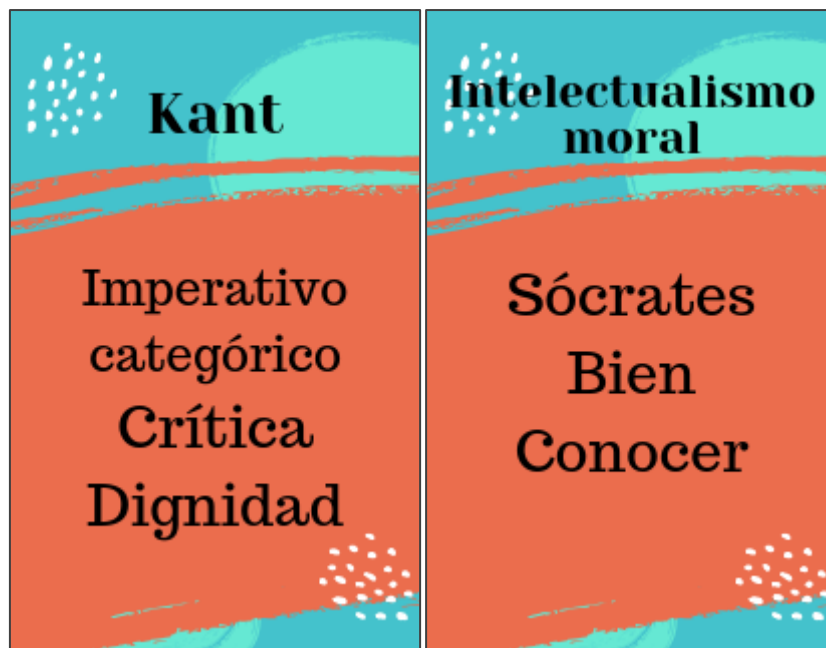 Kant
Imperativo
categórico
Crítica
Dignidad
Intelectualismo
moral
Sócrates
Bien
Conocer